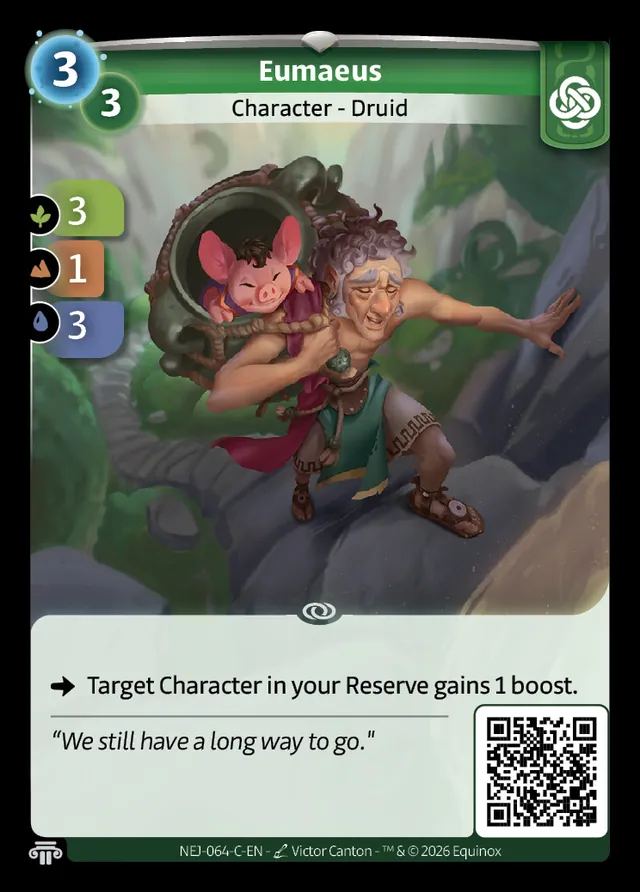 3
Eumaeus
3
Character - Druid
3
1
3
Target Character in your Reserve gains 1 boost.
“We still have a long way to go."
NEJ-064-C-EN - Victor Canton - ™ & © 2026 Equinox